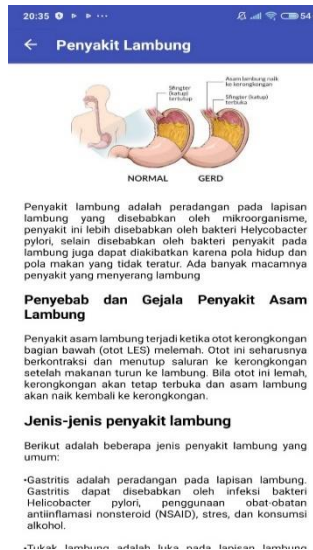 20:35
54
Penyakit Lambung
Sfingter
(katup)
tertutup
Asam lambung naik
ke kerongkongan
Sfingter (katup)
terbuka
NORMAL
GERD
Penyakit lambung adalah peradangan pada lapisan
lambung yang disebabkan oleh mikroorganisme,
penyakit ini lebih disebabkan oleh bakteri Helycobacter
pylori, selain disebabkan oleh bakteri penyakit pada
lambung juga dapat diakibatkan karena pola hidup dan
pola makan yang tidak teratur. Ada banyak macamnya
penyakit yang menyerang lambung
Penyebab dan Gejala Penyakit Asam
Lambung
Penyakit asam lambung terjadi ketika otot kerongkongan
bagian bawah (otot LES) melemah. Otot ini seharusnya
berkontraksi dan menutup saluran ke kerongkongan
setelah makanan turun ke lambung. Bila otot ini lemah,
kerongkongan akan tetap terbuka dan asam lambung
akan naik kembali ke kerongkongan.
Jenis-jenis penyakit lambung
Berikut adalah beberapa jenis penyakit lambung yang
umum:
•Gastritis adalah peradangan pada lapisan lambung.
Gastritis dapat disebabkan oleh infeksi bakteri
Helicobacter pylori, penggunaan obat-obatan
antiinflamasi nonsteroid (NSAID), stres, dan konsumsi
alkohol.
•Tukak lambung adalah luka pada lapisan lambung